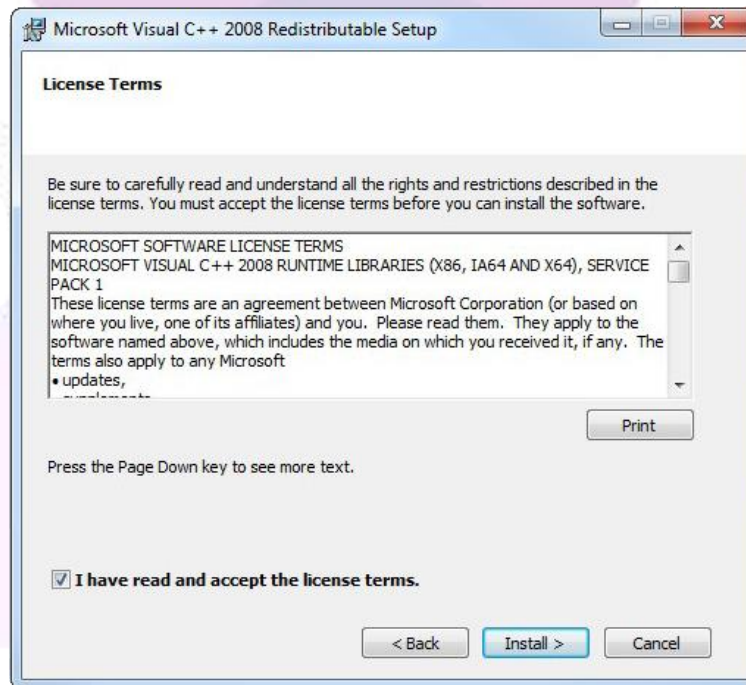 Microsoft Visual C++ 2008 Redistributable Setup
License Terms
Be sure to carefully read and understand all the rights and restrictions described in the
license terms. You must accept the license terms before you can install the software.
MICROSOFT SOFTWARE LICENSE TERMS
MICROSOFT VISUAL C++ 2008 RUNTIME LIBRARIES (X86, IA64 AND X64), SERVICE
PACK 1
These license terms are an agreement between Microsoft Corporation (or based on
where you live, one of its affiliates) and you.  Please read them.  They apply to the
software named above, which includes the media on which you received it, if any.  The
terms also apply to any Microsoft
• updates,
Print
Press the Page Down key to see more text.
I have read and accept the license terms.
< Back
Install >
Cancel